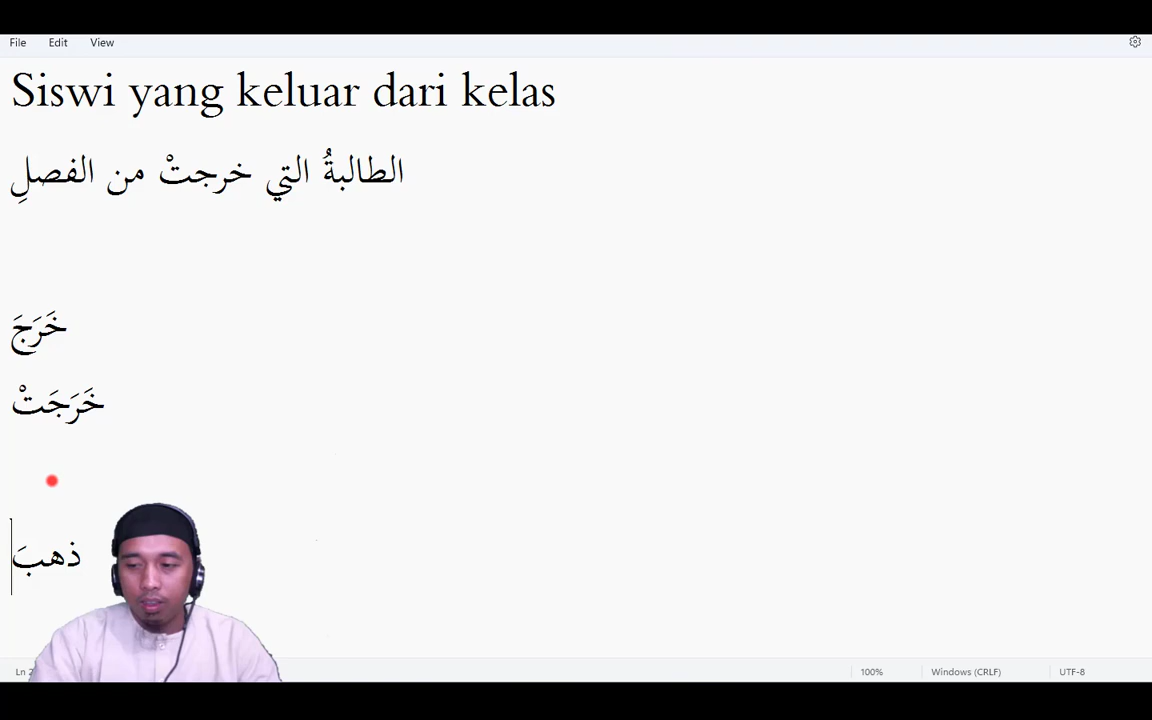 File Edit View
Siswi yang keluar dari kelas
الطالبةُ التي خرجتْ من الفصلِ
خَرَجَ
خَرَجَتْ
ذهبَ
Ln 100% Windows (CRLF) UTF-8